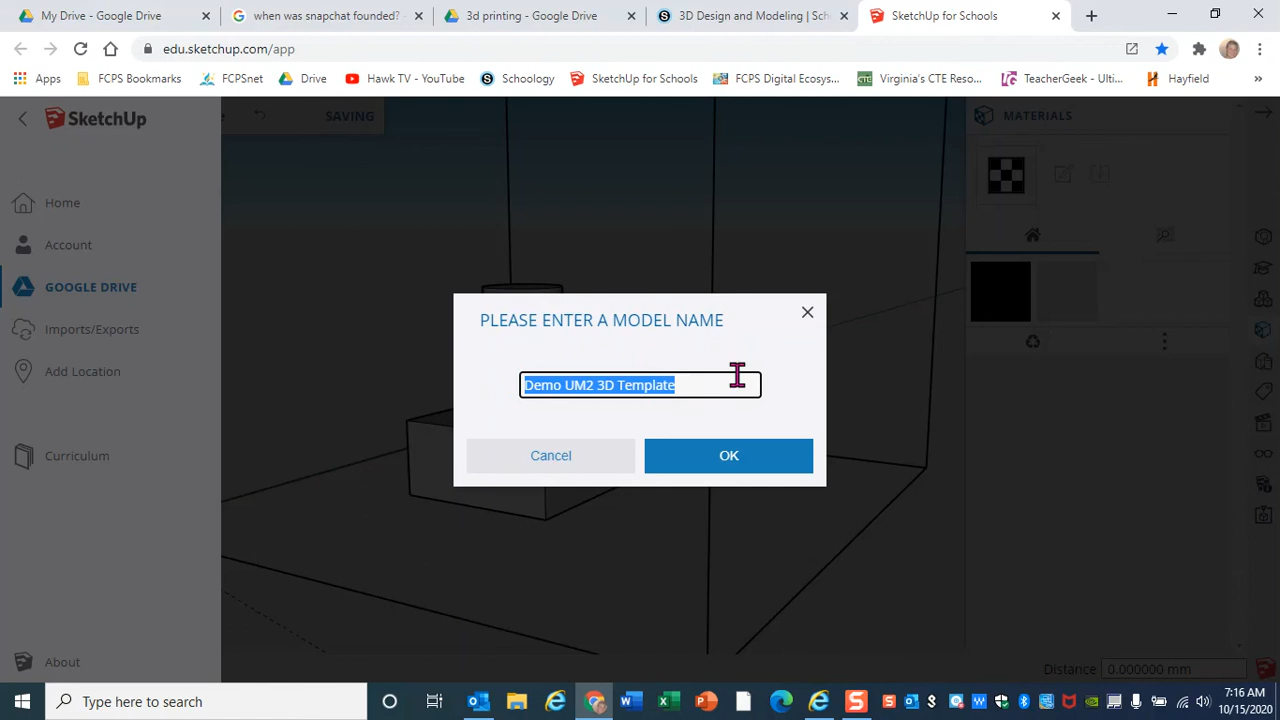 My Drive - Google Drive
when was snapchat founded?
3d printing - Google Drive
3D Design and Modeling | Sch
SketchUp for Schools
edu.sketchup.com/app
Apps
FCPS Bookmarks
FCPSnet
Drive
Hawk TV - YouTube
Schoology
SketchUp for Schools
FCPS Digital Ecosys...
Virginia's CTE Reso...
TeacherGeek - Ulti...
Hayfield
»
SketchUp
SAVING
MATERIALS
Home
Account
GOOGLE DRIVE
Imports/Exports
Add Location
Curriculum
About
PLEASE ENTER A MODEL NAME
Demo UM2 3D Template
Cancel
OK
Distance
0.000000 mm
Type here to search
7:16 AM
10/15/2020